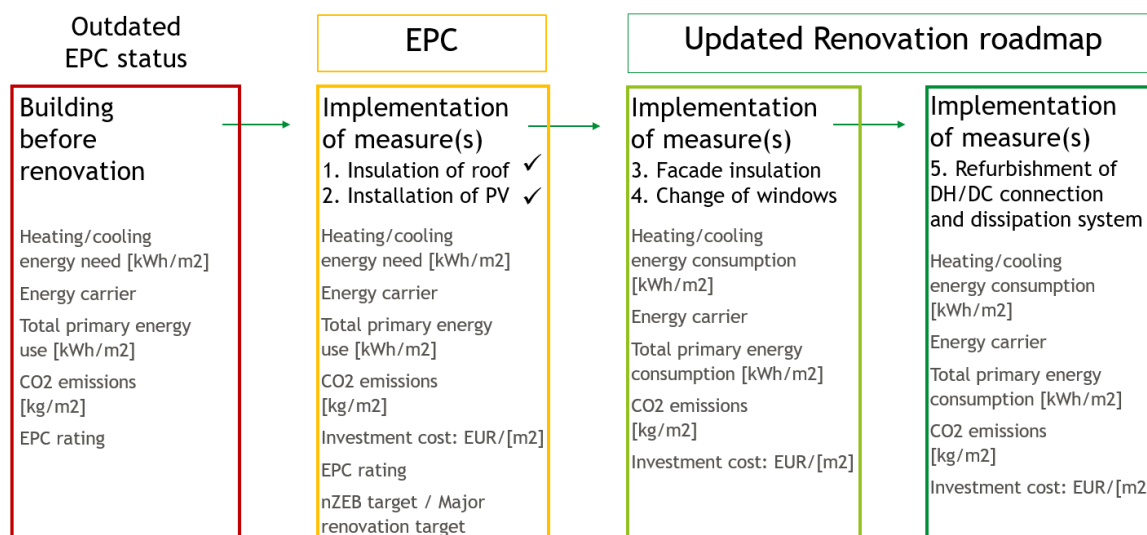 Outdated
EPC status
EPC
Updated Renovation roadmap
Building
before
renovation
Heating/cooling
energy need [kWh/m2]
Energy carrier
Total primary energy
use [kWh/m2]
CO2 emissions
[kg/m2]
EPC rating
Implementation
of measure(s)
1. Insulation of roof ✓
2. Installation of PV ✓
Heating/cooling
energy need [kWh/m2]
Energy carrier
Total primary energy
use [kWh/m2]
CO2 emissions
[kg/m2]
Investment cost: EUR/[m2]
EPC rating
nZEB target / Major
renovation target
Implementation
of measure(s)
3. Facade insulation
4. Change of windows
Heating/cooling
energy consumption
[kWh/m2]
Energy carrier
Total primary energy
consumption [kWh/m2]
CO2 emissions
[kg/m2]
Investment cost: EUR/[m2]
Implementation
of measure(s)
5. Refurbishment of
DH/DC connection
and dissipation system
Heating/cooling
energy consumption
[kWh/m2]
Energy carrier
Total primary energy
consumption [kWh/m2]
CO2 emissions
[kg/m2]
Investment cost: EUR/[m2